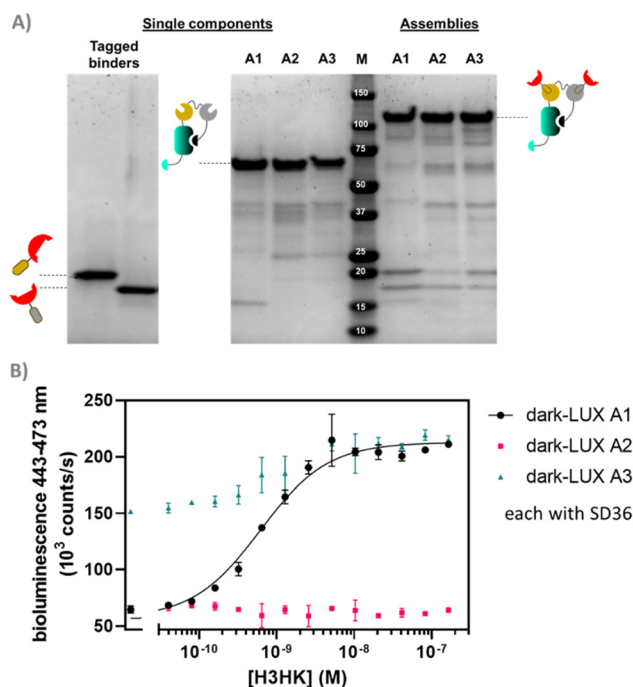 A)
Single components
Assemblies
Tagged
binders
A1 A2 A3 M A1 A2 A3
150
100
75
50
37
25
20
15
10
B)
bioluminescence 443-473 nm
(10³ counts/s)
250
200
150
100
50
10⁻¹⁰ 10⁻⁹ 10⁻⁸ 10⁻⁷
[H3HK] (M)
dark-LUX A1
dark-LUX A2
dark-LUX A3
each with SD36